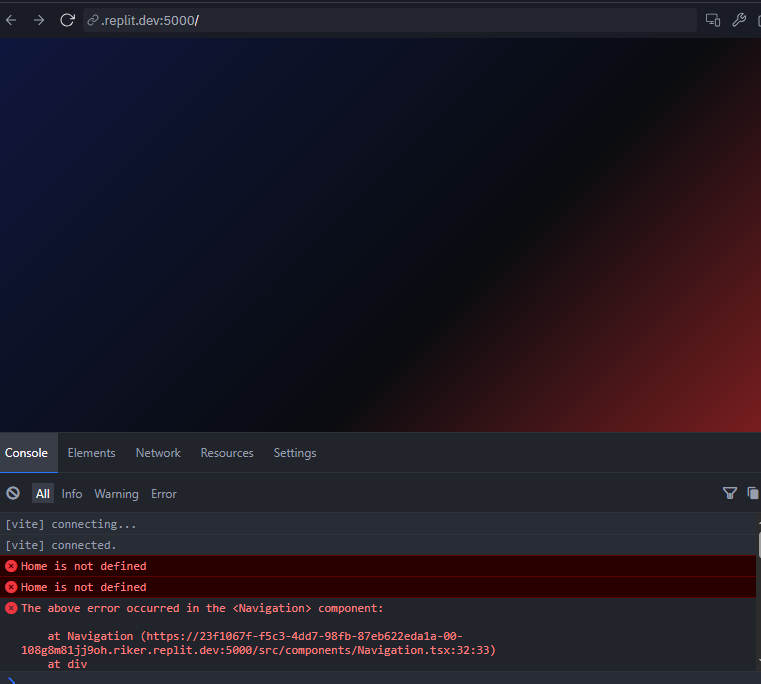 .replit.dev:5000/
Console Elements Network Resources Settings
All Info Warning Error
[vite] connecting...
[vite] connected.
Home is not defined
Home is not defined
The above error occurred in the <Navigation> component:
at Navigation (https://23f1067f-f5c3-4dd7-98fb-87eb622eda1a-00-
108g8m81jj9oh.riker.replit.dev:5000/src/components/Navigation.tsx:32:33)
at div